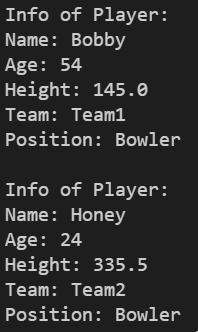 Info of Player:
Name: Bobby
Age: 54
Height: 145.0
Team: Team1
Position: Bowler
Info of Player:
Name: Honey
Age: 24
Height: 335.5
Team: Team2
Position: Bowler